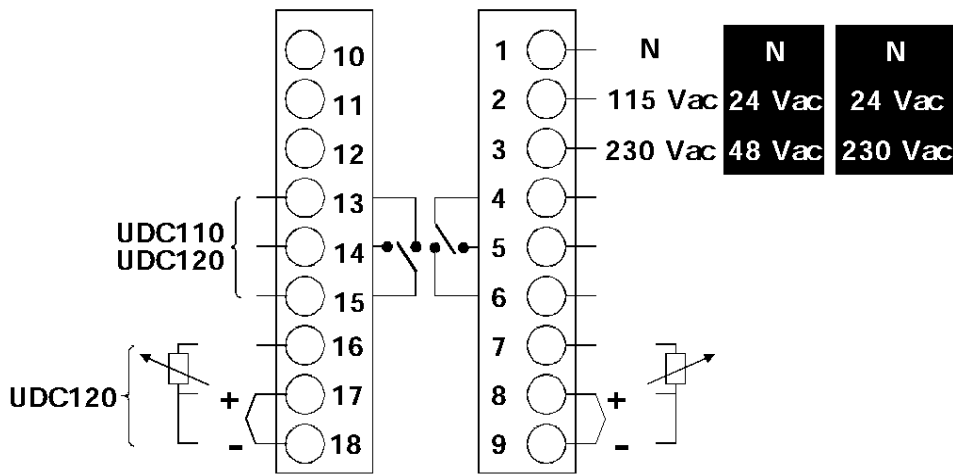 10 1 N N N
11 2 115 Vac 24 Vac 24 Vac
12 3 230 Vac 48 Vac 230 Vac
13 4
UDC110
UDC120
14 5
15 6
16 7
UDC120
+ 17 8 +
- 18 9 -